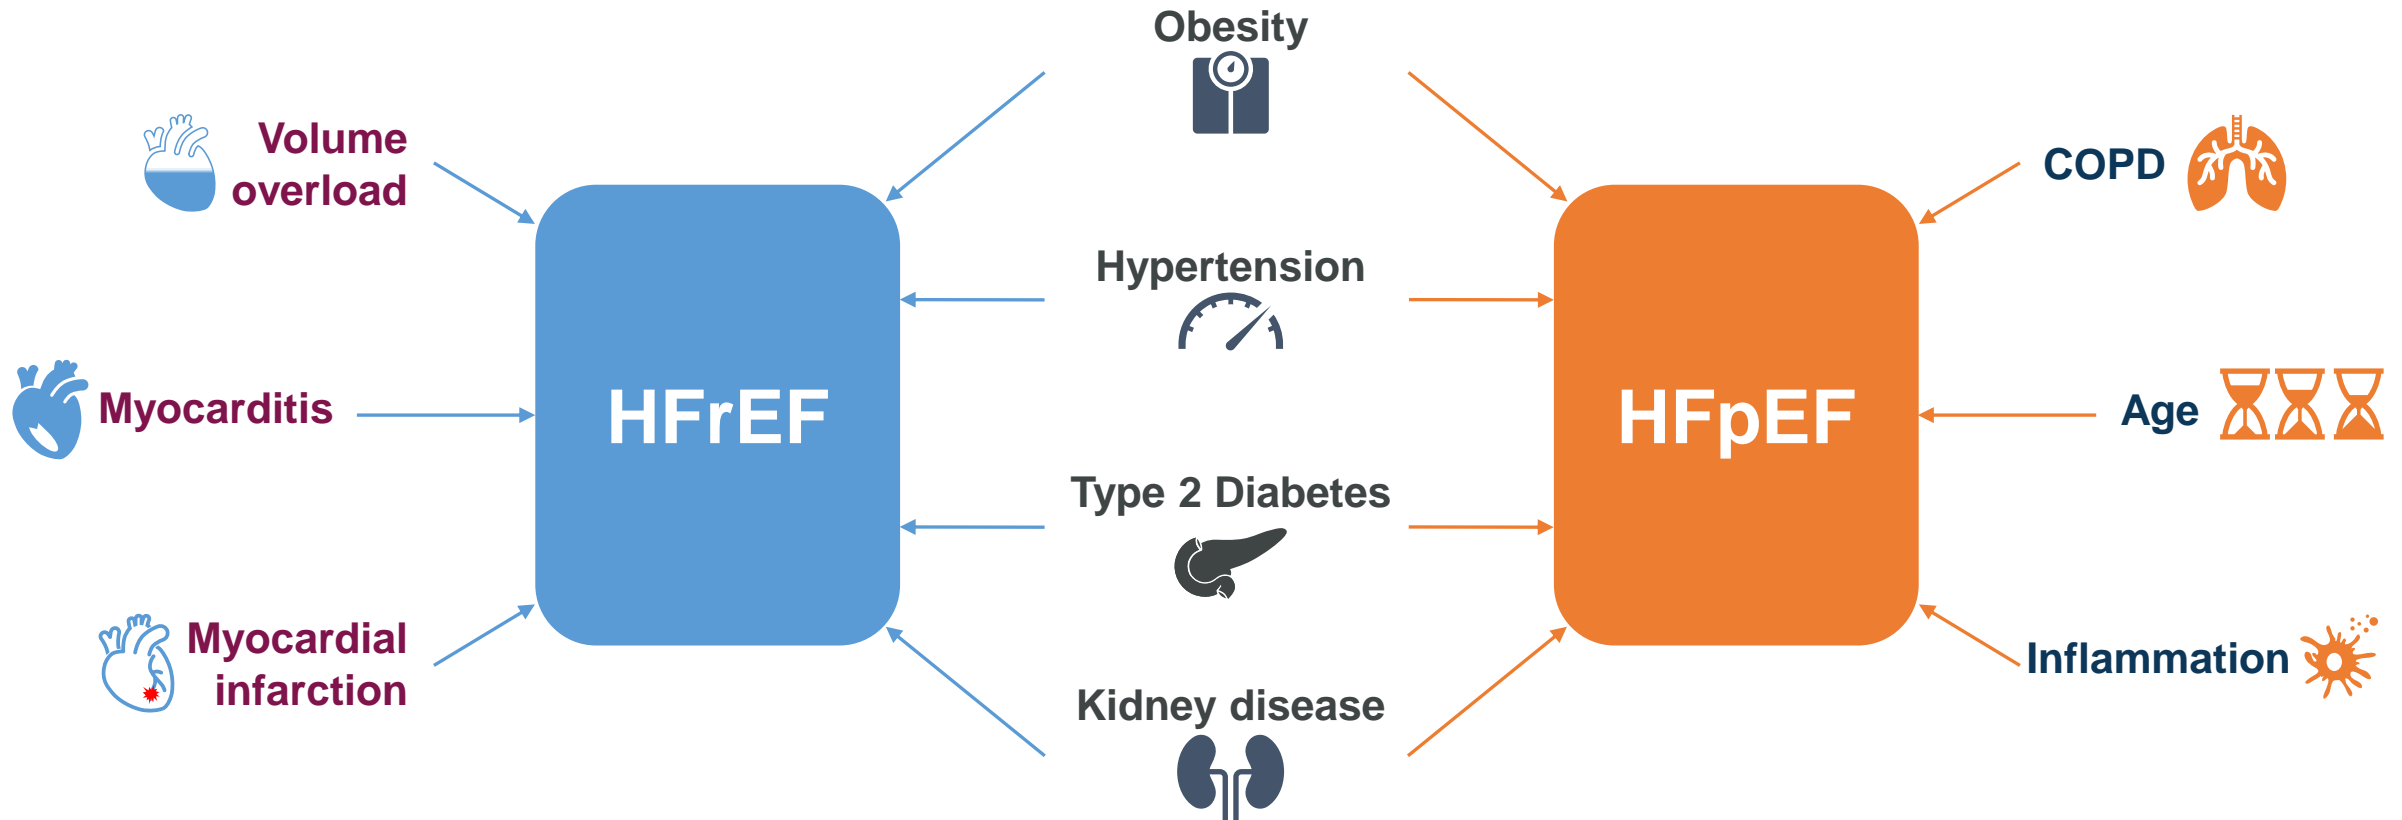 Obesity
Volume
overload
COPD
Hypertension
HFrEF
HFpEF
Myocarditis
Age
Type 2 Diabetes
Myocardial
infarction
Inflammation
Kidney disease